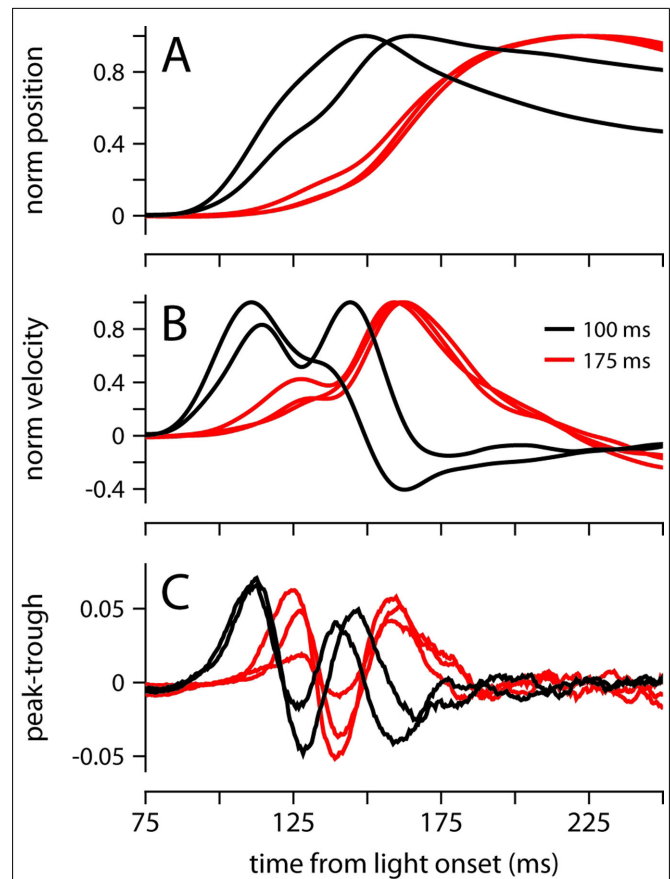 A
norm position
0.8
0.4
0
B
norm velocity
0.8
0.4
0
-0.4
100 ms
175 ms
C
peak-trough
0.05
0
-0.05
75 125 175 225
time from light onset (ms)